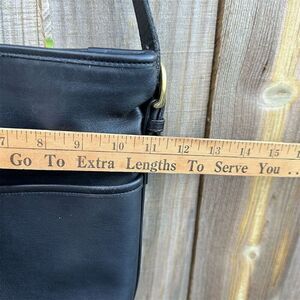 7 8 9 10 11 12 13 14 15
Go To Extra Lengths To Serve You ..